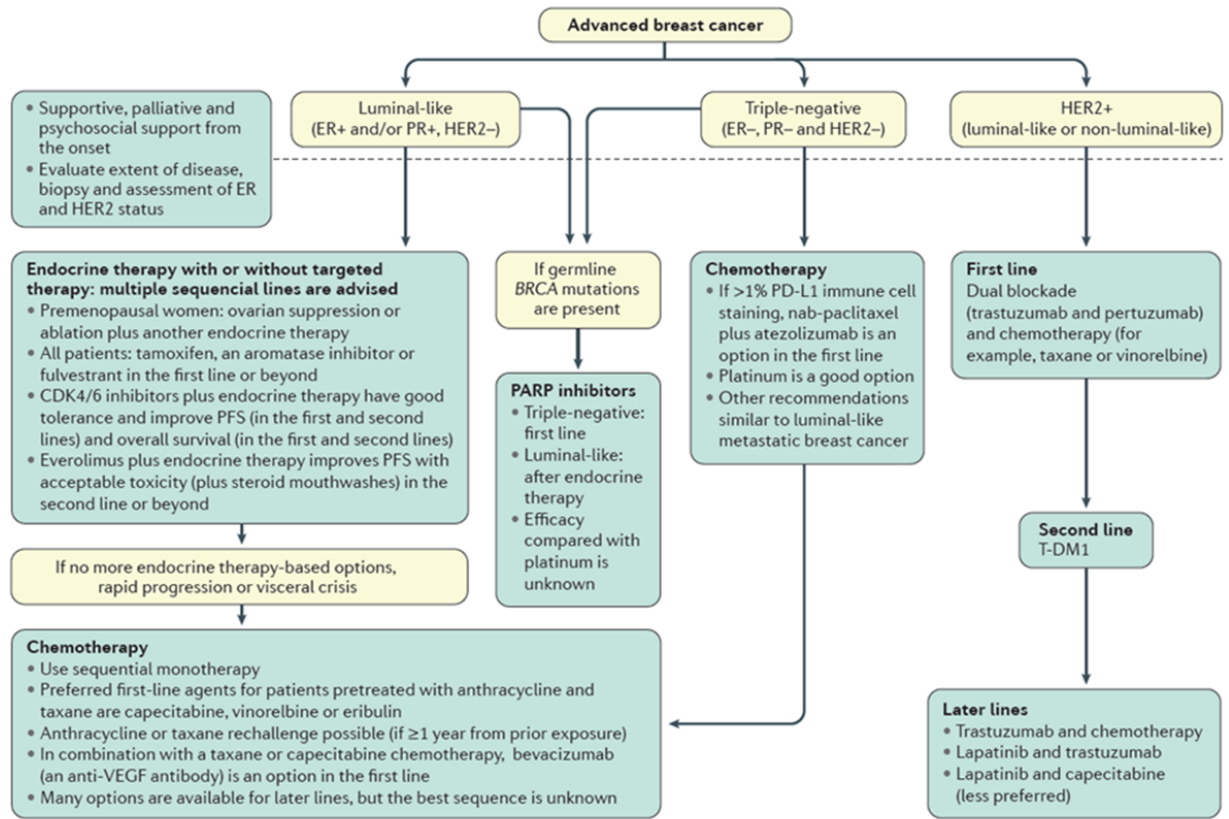 Advanced breast cancer
• Supportive, palliative and
psychosocial support from
the onset
• Evaluate extent of disease,
biopsy and assessment of ER
and HER2 status
Luminal-like
(ER+ and/or PR+, HER2–)
Triple-negative
(ER–, PR– and HER2–)
HER2+
(luminal-like or non-luminal-like)
Endocrine therapy with or without targeted
therapy: multiple sequencial lines are advised
• Premenopausal women: ovarian suppression or
ablation plus another endocrine therapy
• All patients: tamoxifen, an aromatase inhibitor or
fulvestrant in the first line or beyond
• CDK4/6 inhibitors plus endocrine therapy have good
tolerance and improve PFS (in the first and second
lines) and overall survival (in the first and second lines)
• Everolimus plus endocrine therapy improves PFS with
acceptable toxicity (plus steroid mouthwashes) in the
second line or beyond
If germline
BRCA mutations
are present
PARP inhibitors
• Triple-negative:
first line
• Luminal-like:
after endocrine
therapy
• Efficacy
compared with
platinum is
unknown
Chemotherapy
• If >1% PD-L1 immune cell
staining, nab-paclitaxel
plus atezolizumab is an
option in the first line
• Platinum is a good option
• Other recommendations
similar to luminal-like
metastatic breast cancer
First line
Dual blockade
(trastuzumab and pertuzumab)
and chemotherapy (for
example, taxane or vinorelbine)
Second line
T-DM1
If no more endocrine therapy-based options,
rapid progression or visceral crisis
Chemotherapy
• Use sequential monotherapy
• Preferred first-line agents for patients pretreated with anthracycline and
taxane are capecitabine, vinorelbine or eribulin
• Anthracycline or taxane rechallenge possible (if ≥1 year from prior exposure)
• In combination with a taxane or capecitabine chemotherapy, bevacizumab
(an anti-VEGF antibody) is an option in the first line
• Many options are available for later lines, but the best sequence is unknown
Later lines
• Trastuzumab and chemotherapy
• Lapatinib and trastuzumab
• Lapatinib and capecitabine
(less preferred)